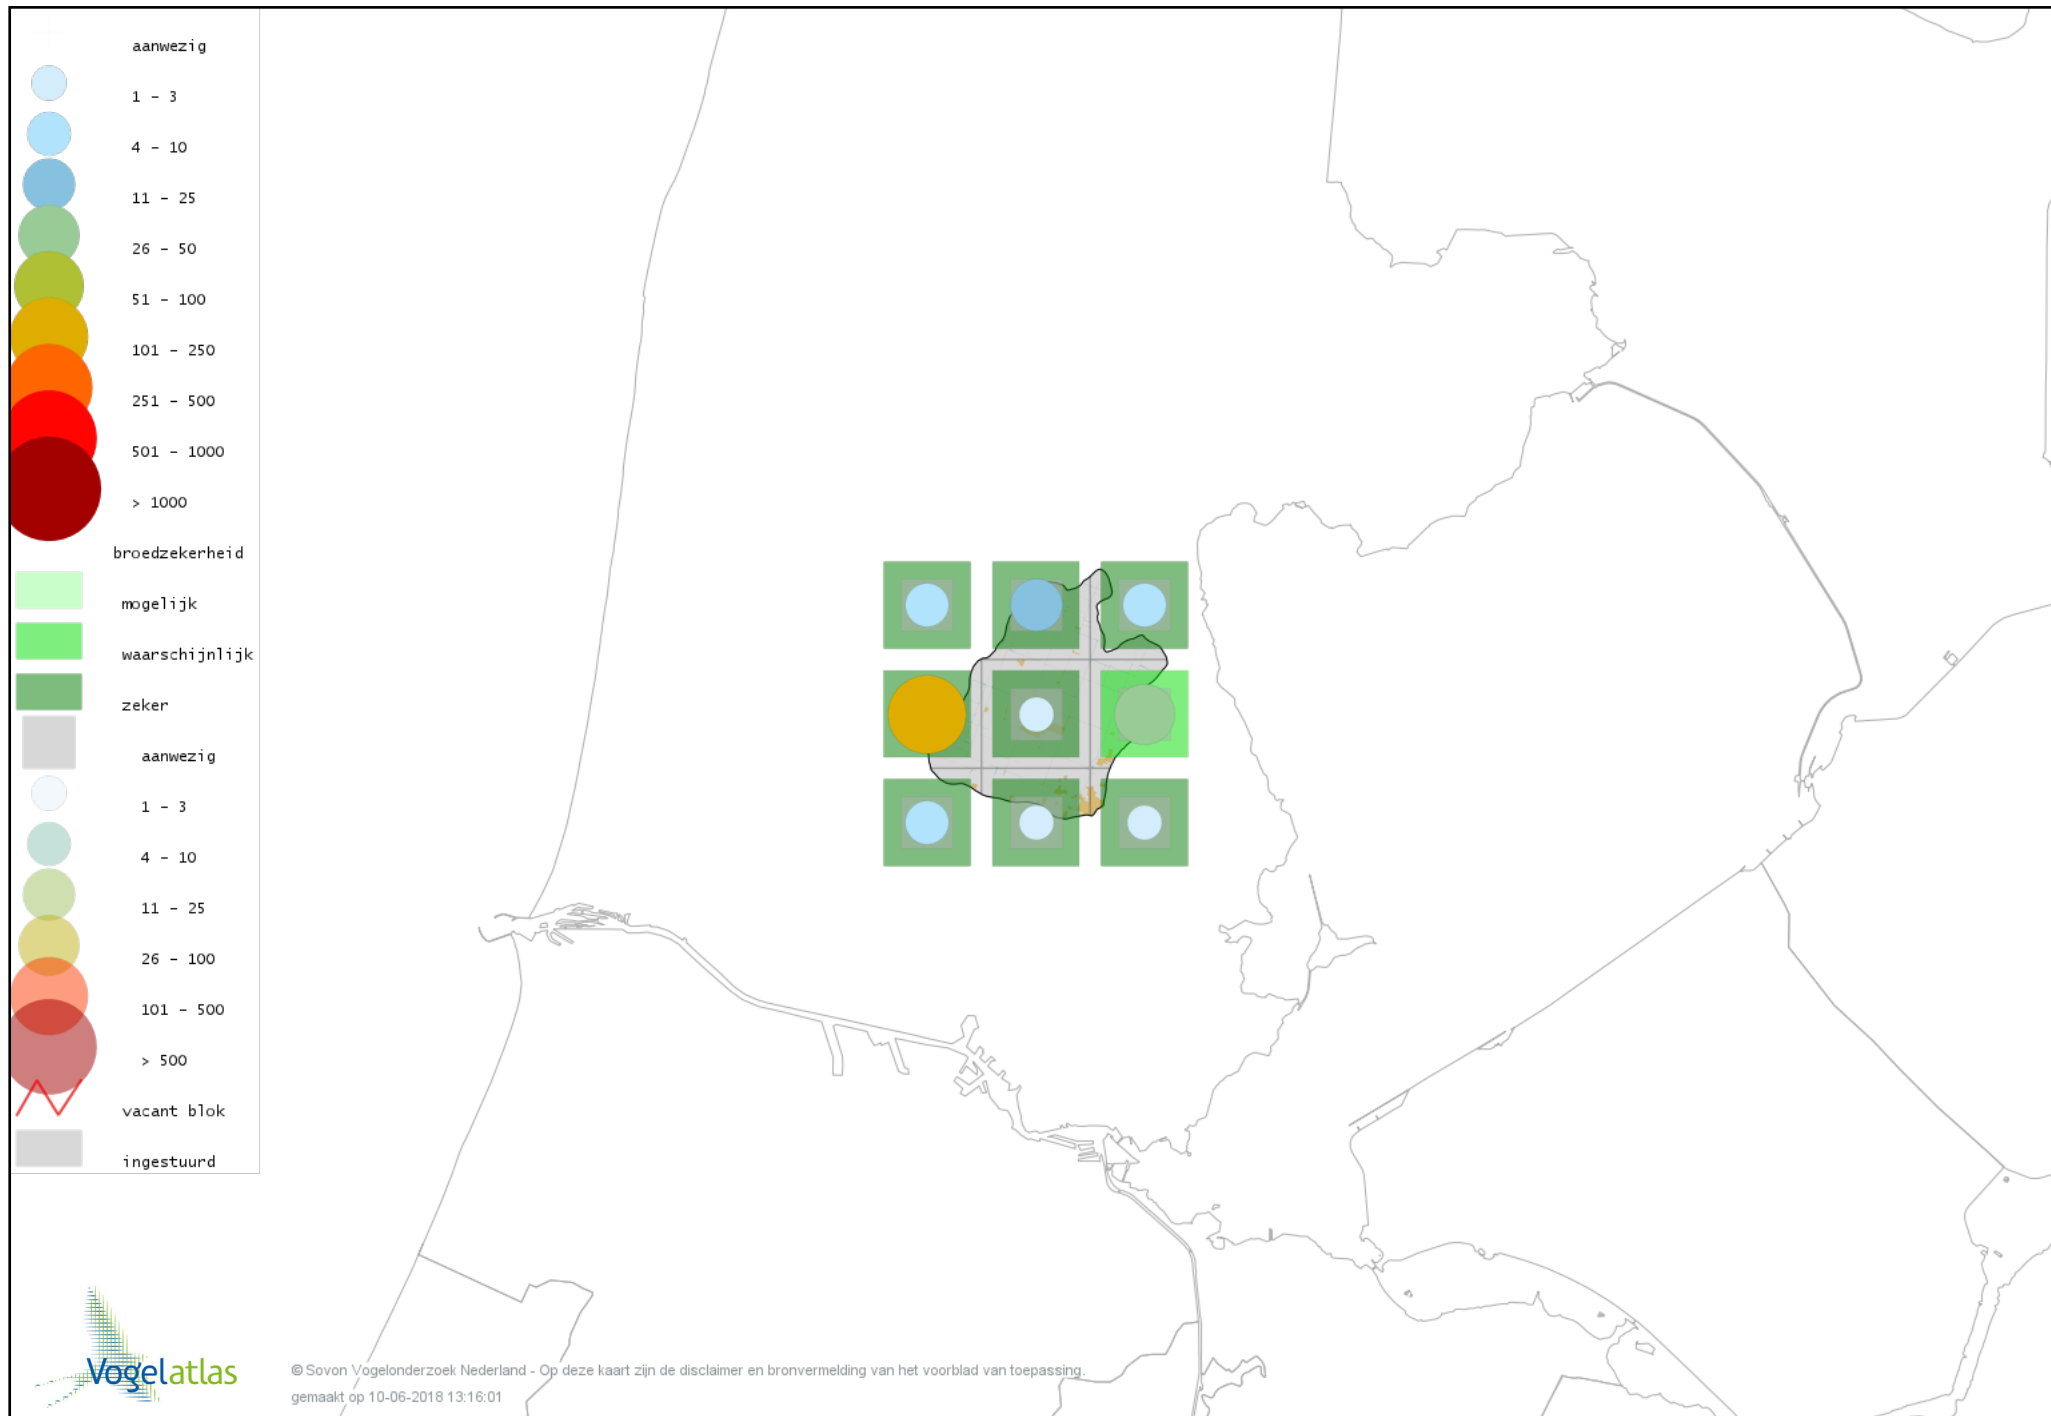 aanwezig
1 - 3
4 - 10
11 - 25
26 - 50
51 - 100
101 - 250
251 - 500
501 - 1000
> 1000
broedzekerheid
mogelijk
waarschijnlijk
zeker
aanwezig
1 - 3
4 - 10
11 - 25
26 - 100
101 - 500
> 500
vacant blok
ingestuurd
Vogelatlas
© Sovon Vogelonderzoek Nederland - Op deze kaart zijn de disclaimer en bronvermelding van het voorblad van toepassing.
gemaakt op 10-06-2018 13:16:01